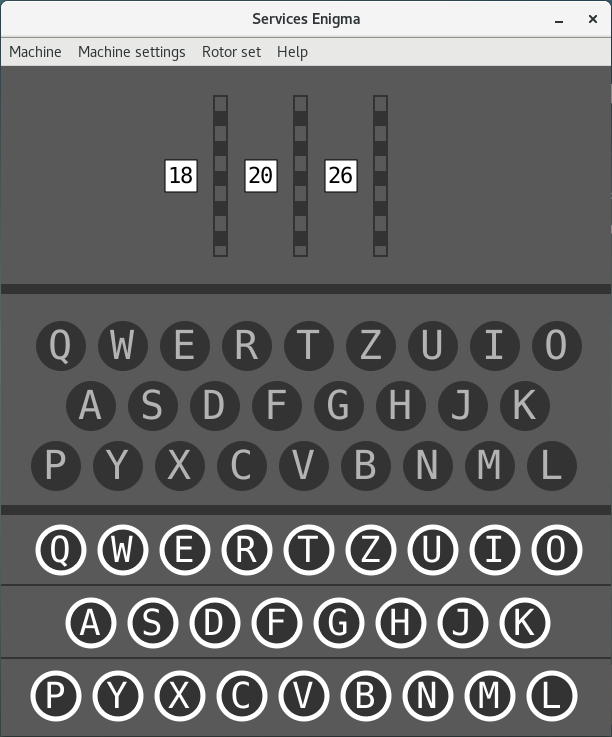 Services Enigma
Machine Machine settings Rotor set Help
18 20 26
Q W E R T Z U I O
A S D F G H J K
P Y X C V B N M L
Q W E R T Z U I O
A S D F G H J K
P Y X C V B N M L